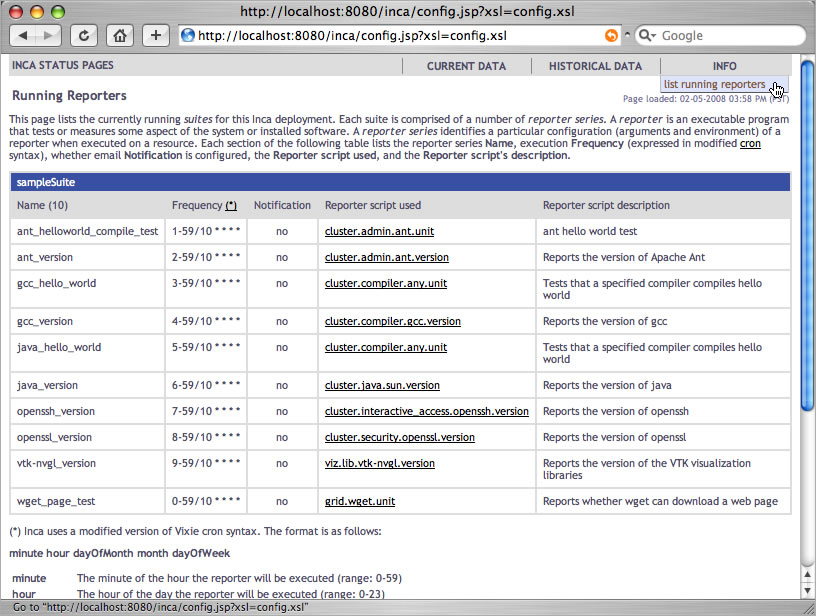 http://localhost:8080/inca/config.jsp?xsl=config.xsl
http://localhost:8080/inca/config.jsp?xsl=config.xsl
Google
INCA STATUS PAGES CURRENT DATA HISTORICAL DATA INFO
list running reporters
Running Reporters
Page loaded: 02-05-2008 03:58 PM (PST)
This page lists the currently running suites for this Inca deployment. Each suite is comprised of a number of reporter series. A reporter is an executable program
that tests or measures some aspect of the system or installed software. A reporter series identifies a particular configuration (arguments and environment) of a
reporter when executed on a resource. Each section of the following table lists the reporter series Name, execution Frequency (expressed in modified cron
syntax), whether email Notification is configured, the Reporter script used, and the Reporter script's description.
sampleSuite
Name (10) Frequency (*) Notification Reporter script used Reporter script description
ant_helloworld_compile_test 1-59/10 * * * * no cluster.admin.ant.unit ant hello world test
ant_version 2-59/10 * * * * no cluster.admin.ant.version Reports the version of Apache Ant
gcc_hello_world 3-59/10 * * * * no cluster.compiler.any.unit Tests that a specified compiler compiles hello
world
gcc_version 4-59/10 * * * * no cluster.compiler.gcc.version Reports the version of gcc
java_hello_world 5-59/10 * * * * no cluster.compiler.any.unit Tests that a specified compiler compiles hello
world
java_version 6-59/10 * * * * no cluster.java.sun.version Reports the version of java
openssh_version 7-59/10 * * * * no cluster.interactive_access.openssh.version Reports the version of openssh
openssl_version 8-59/10 * * * * no cluster.security.openssl.version Reports the version of openssl
vtk-nvgl_version 9-59/10 * * * * no viz.lib.vtk-nvgl.version Reports the version of the VTK visualization
libraries
wget_page_test 0-59/10 * * * * no grid.wget.unit Reports whether wget can download a web page
(*) Inca uses a modified version of Vixie cron syntax. The format is as follows:
minute hour dayOfMonth month dayOfWeek
minute The minute of the hour the reporter will be executed (range: 0-59)
hour The hour of the day the reporter will be executed (range: 0-23)
Go to "http://localhost:8080/inca/config.jsp?xsl=config.xsl"